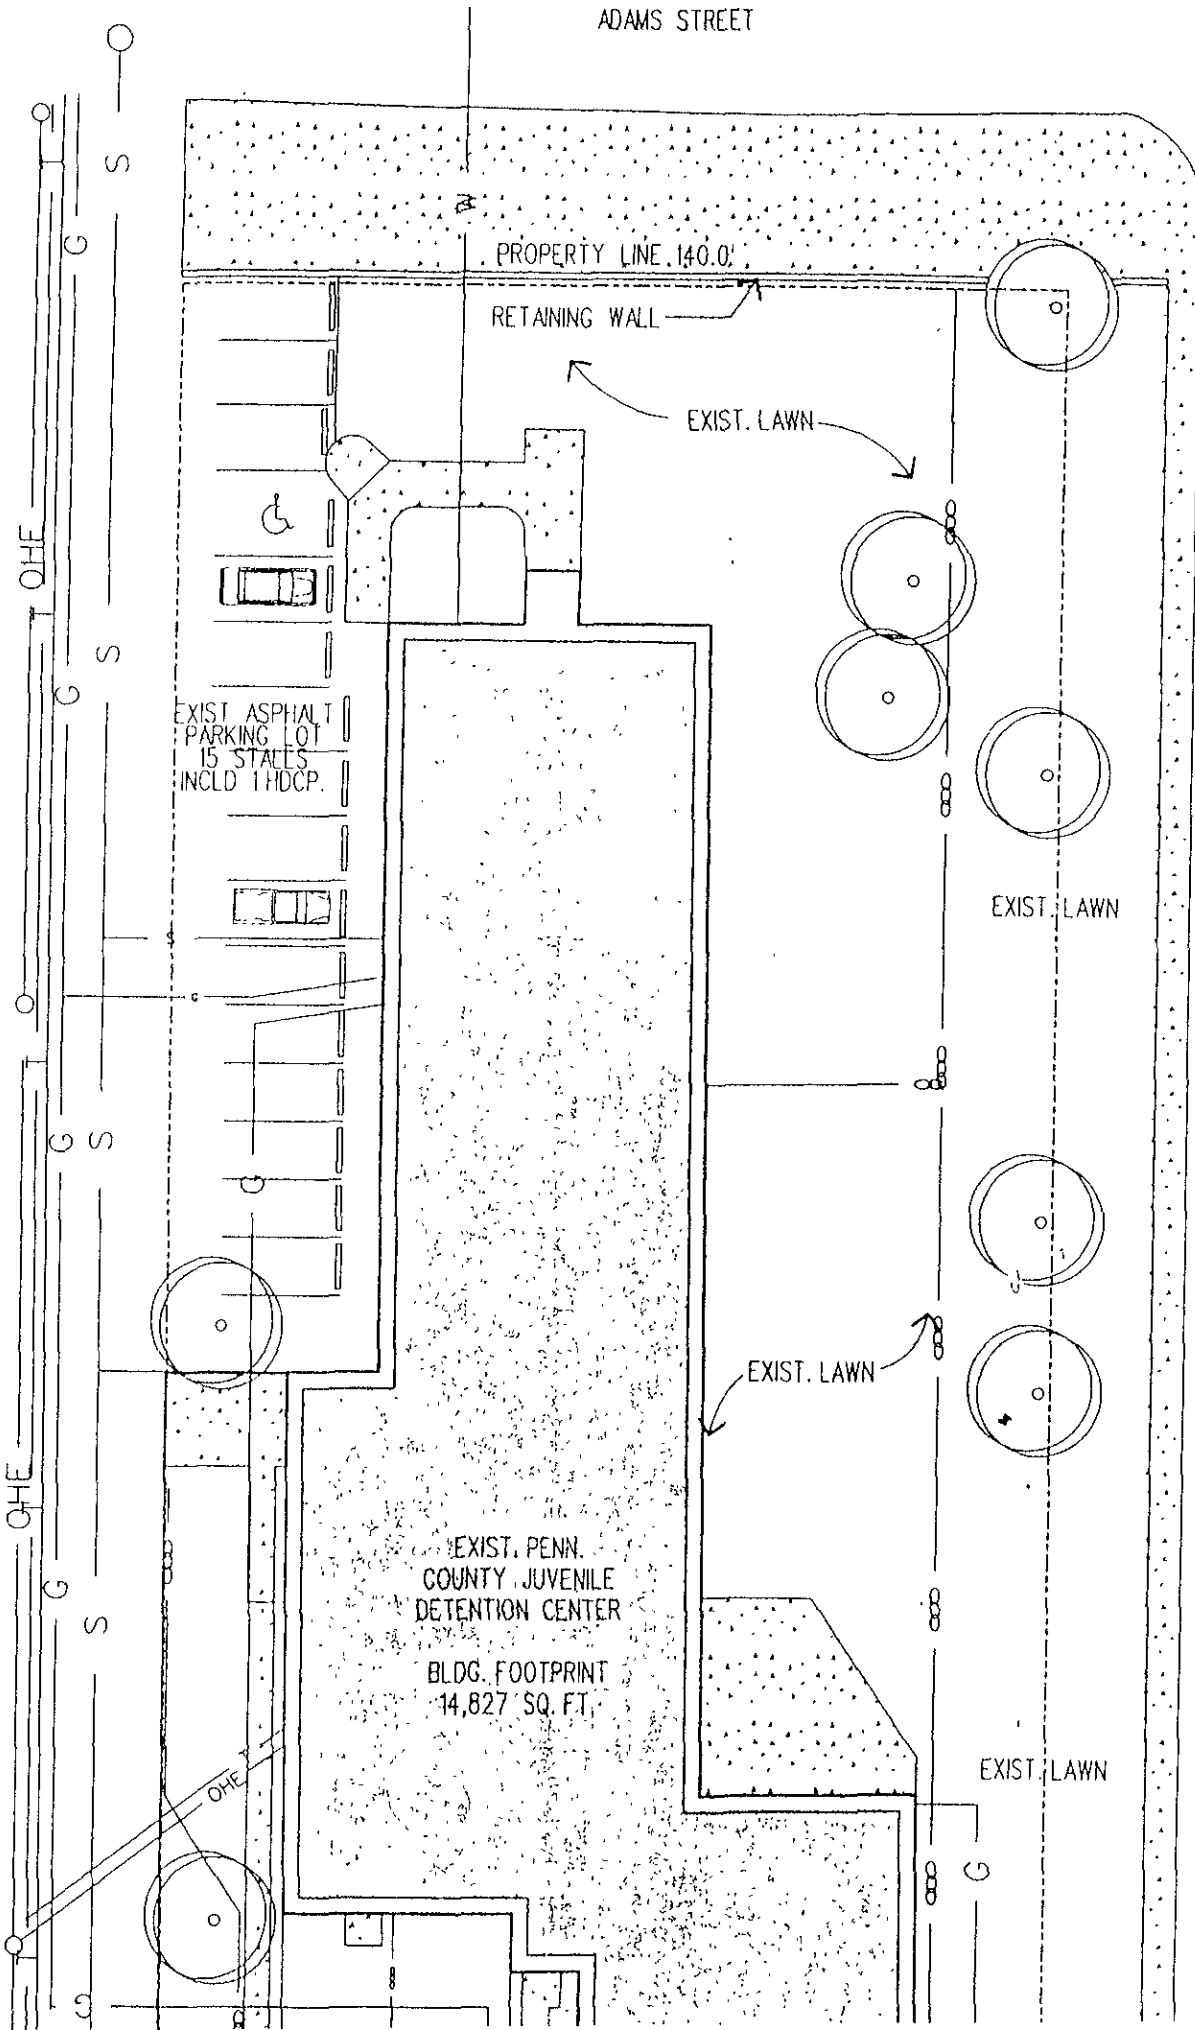 ADAMS STREET
S
G
W
PROPERTY LINE 140.0'
RETAINING WALL
EXIST. LAWN
OHE
S
G
EXIST ASPHALT
PARKING LOT
15 STALLS
INCLD 1 HDCP.
EXIST. LAWN
S
G
G
S
G
EXIST. LAWN
OHE
G
S
EXIST. PENN.
COUNTY JUVENILE
DETENTION CENTER
BLDG. FOOTPRINT
14,827 SQ. FT.
T
OHE
EXIST. LAWN
G
G